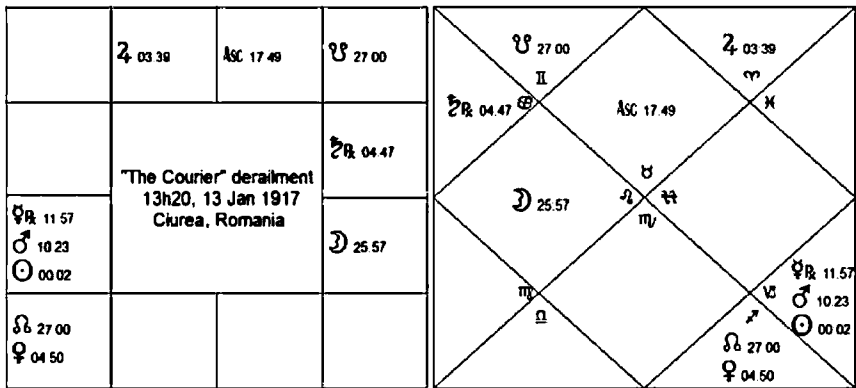 ♃ 03 39
Asc 17 49
☋ 27 00
♄℞ 04.47
"The Courier" derailment
13h20, 13 Jan 1917
Ciurea, Romania
☿℞ 11 57
♂ 10 23
☉ 00 02
☽ 25.57
☊ 27 00
♀ 04 50
☋ 27 00
♊
♃ 03 39
♈
♄℞ 04.47
♋
Asc 17.49
♓
☽ 25.57
♉
♌
♒
♏
♍
♎
♐
♑
☿℞ 11.57
♂ 10 23
☉ 00 02
☊ 27 00
♀ 04.50